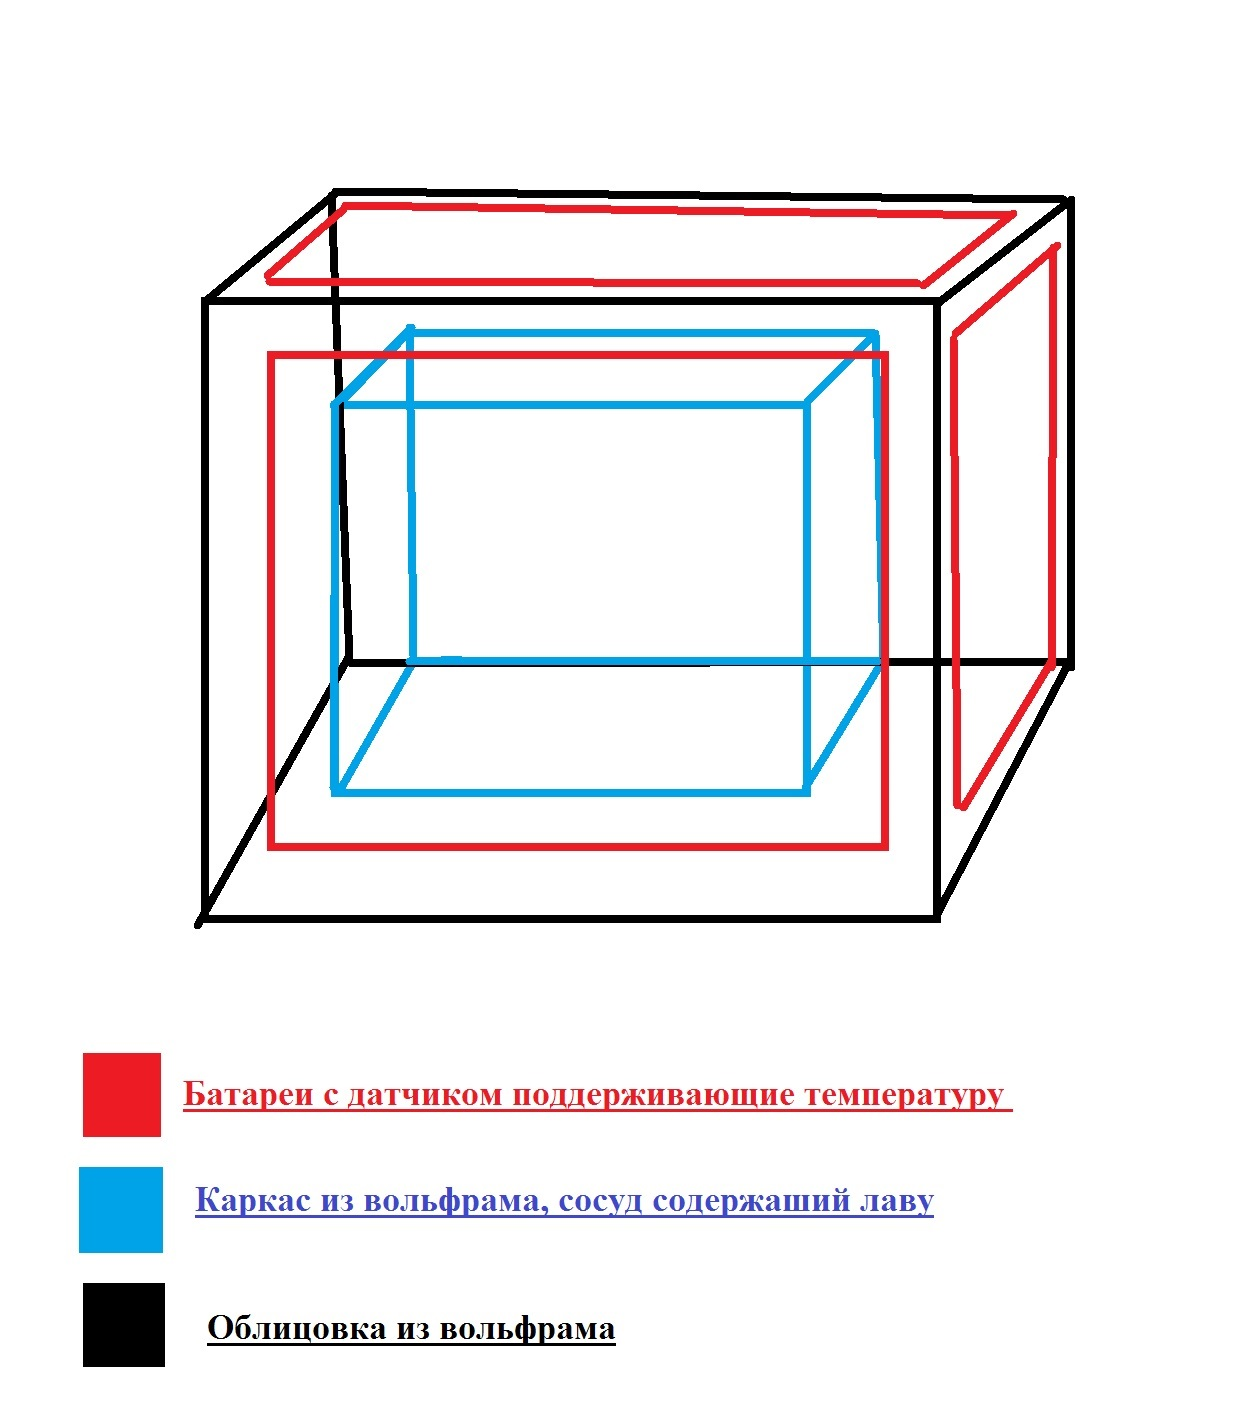 Батареи с датчиком поддерживающие температуру
Каркас из вольфрама, сосуд содержаший лаву
Облицовка из вольфрама